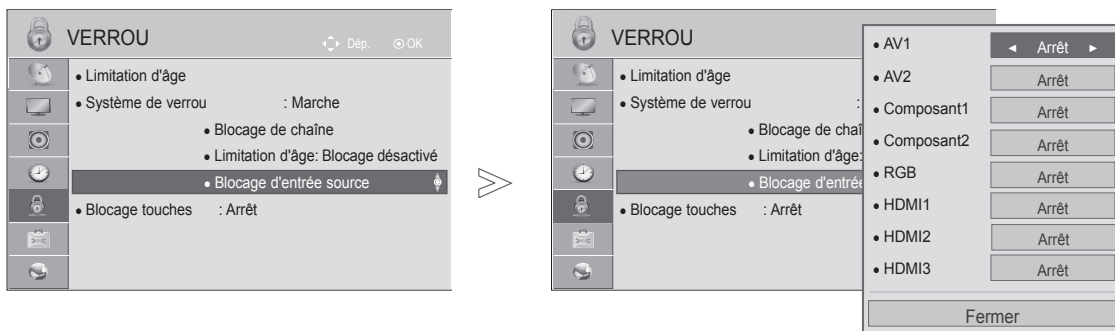 VERROU
Dép. OK
• Limitation d'âge
• Système de verrou : Marche
• Blocage de chaîne
• Limitation d'âge: Blocage désactivé
• Blocage d'entrée source
• Blocage touches : Arrêt
VERROU
• Limitation d'âge
• Système de verrou :
• Blocage de chaî
• Limitation d'âge:
• Blocage d'entrée
• Blocage touches : Arrêt
• AV1 ◄ Arrêt ►
• AV2 Arrêt
• Composant1 Arrêt
• Composant2 Arrêt
• RGB Arrêt
• HDMI1 Arrêt
• HDMI2 Arrêt
• HDMI3 Arrêt
Fermer